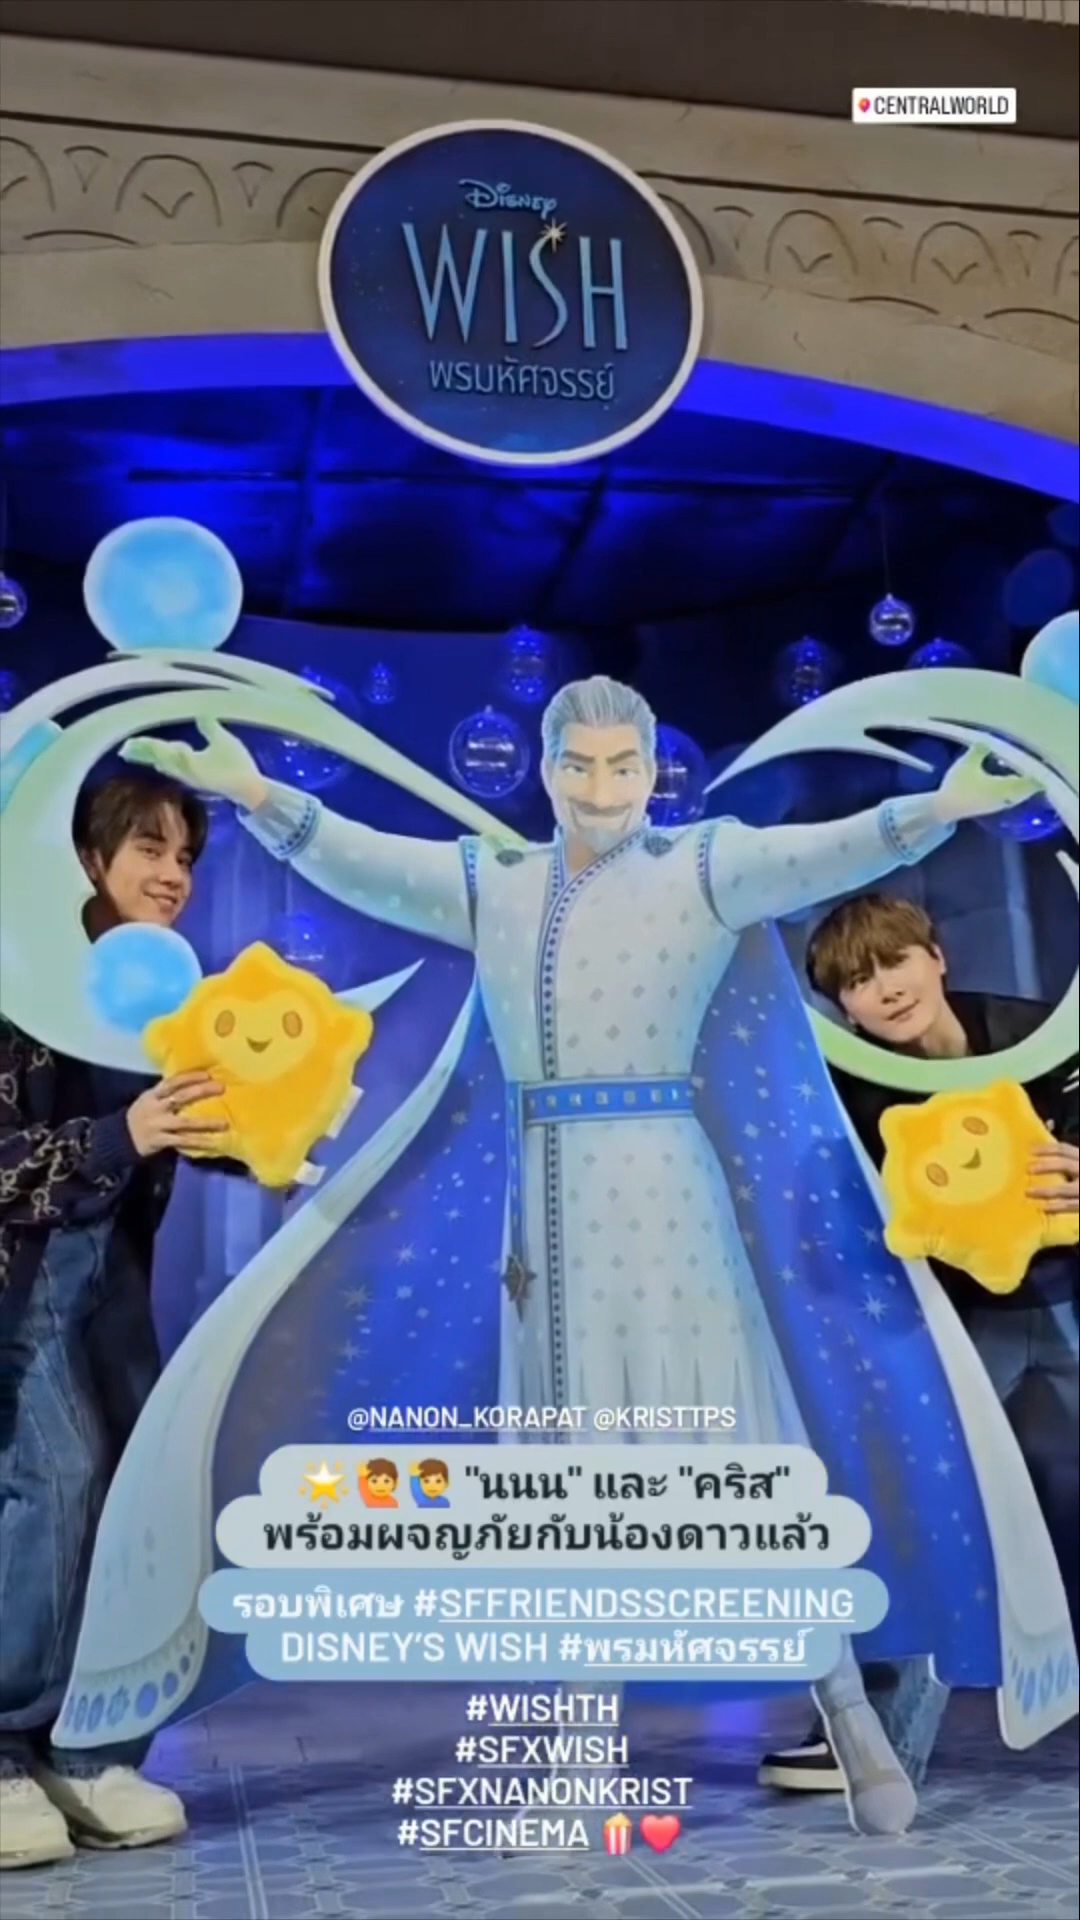 CENTRALWORLD
Disney
WISH
พรมหัศจรรย์
@NANON_KORAPAT @KRISTTPS
"นนน" และ "คริส"
พร้อมผจญภัยกับน้องดาวแล้ว
รอบพิเศษ #SFFRIENDSSCREENING
DISNEY'S WISH #พรมหัศจรรย์
#WISHTH
#SFXWISH
#SFXNANONKRIST
#SFCINEMA